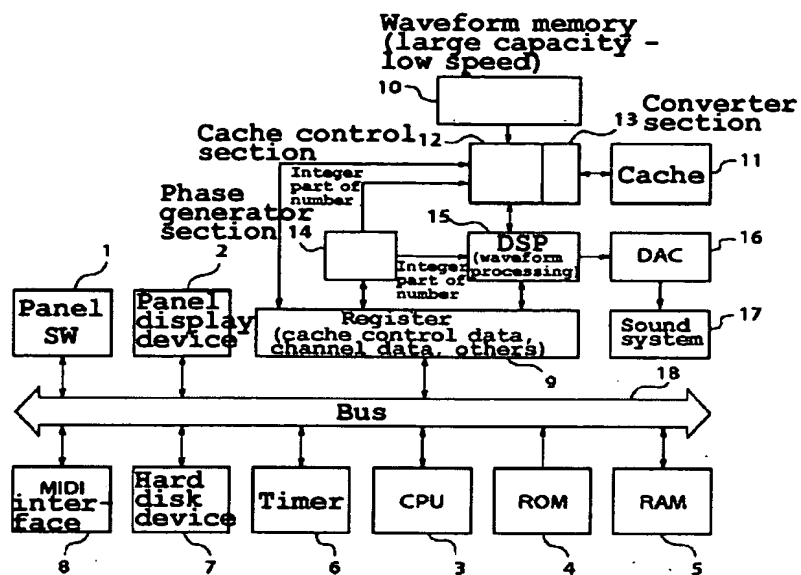 Waveform memory
(large capacity -
low speed)
10
12
13
Converter
section
Cache control
section
Integer
part of
number
Cache
11
Phase
generator
section
14
15
DSP
(waveform
processing)
Integer
part of
number
DAC
16
1
Panel
SW
2
Panel
display
device
Register
(cache control data,
channel data, others)
9
Sound
system
17
18
Bus
MIDI
inter-
face
8
Hard
disk
device
7
Timer
6
CPU
3
ROM
4
RAM
5